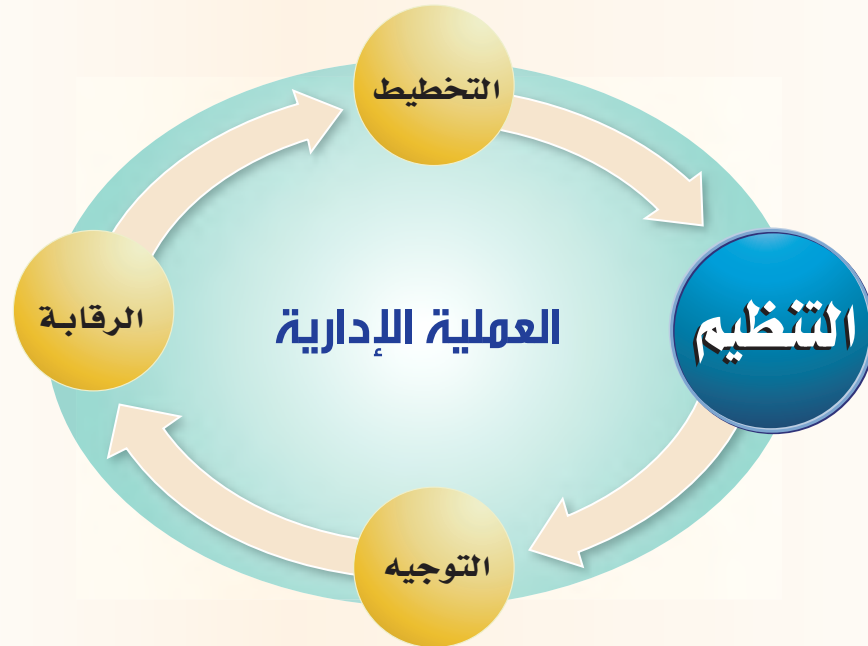 التخطيط
التنظيم
العملية الإدارية
الرقابة
التوجيه